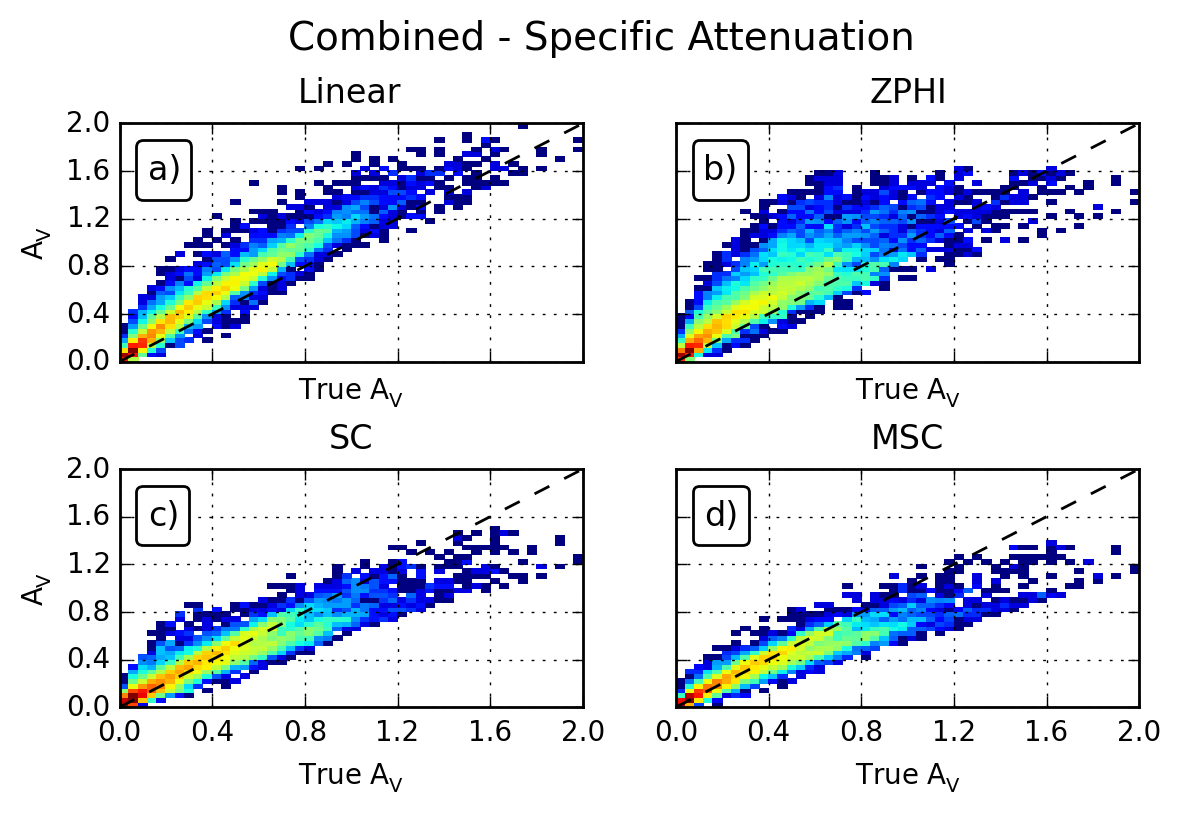 Combined - Specific Attenuation
Linear
ZPHI
2.0
1.6
1.2
0.8
0.4
0.0
A_V
a)
b)
True A_V
True A_V
SC
MSC
2.0
1.6
1.2
0.8
0.4
0.0
A_V
c)
d)
0.0 0.4 0.8 1.2 1.6 2.0
0.0 0.4 0.8 1.2 1.6 2.0
True A_V
True A_V